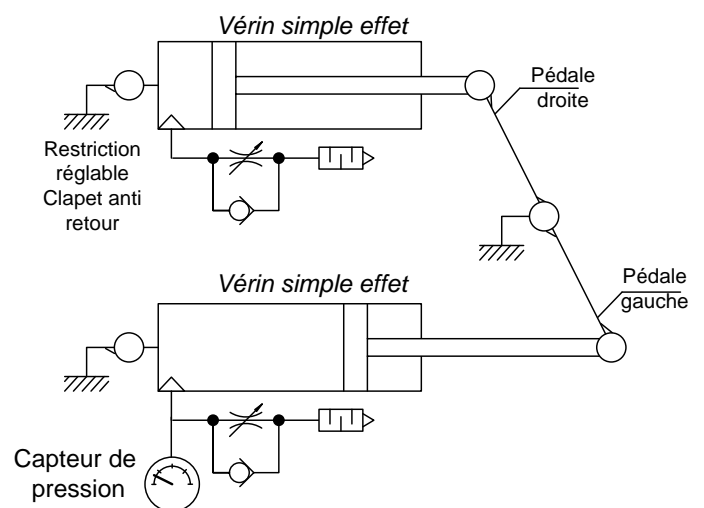 Vérin simple effet
Pédale
droite
Restriction
réglable
Clapet anti
retour
Vérin simple effet
Pédale
gauche
Capteur de
pression